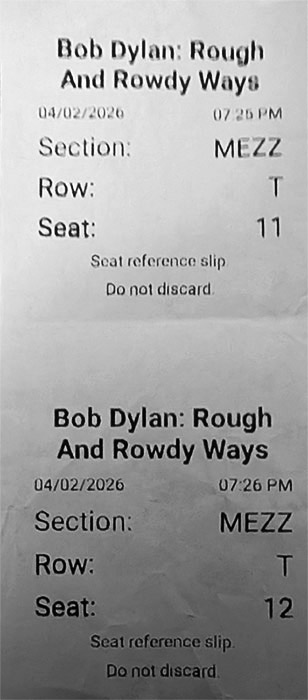 Bob Dylan: Rough
And Rowdy Ways
04/02/2026 07:25 PM
Section: MEZZ
Row: T
Seat: 11
Seat reference slip
Do not discard.
Bob Dylan: Rough
And Rowdy Ways
04/02/2026 07:26 PM
Section: MEZZ
Row: T
Seat: 12
Seat reference slip.
Do not discard.